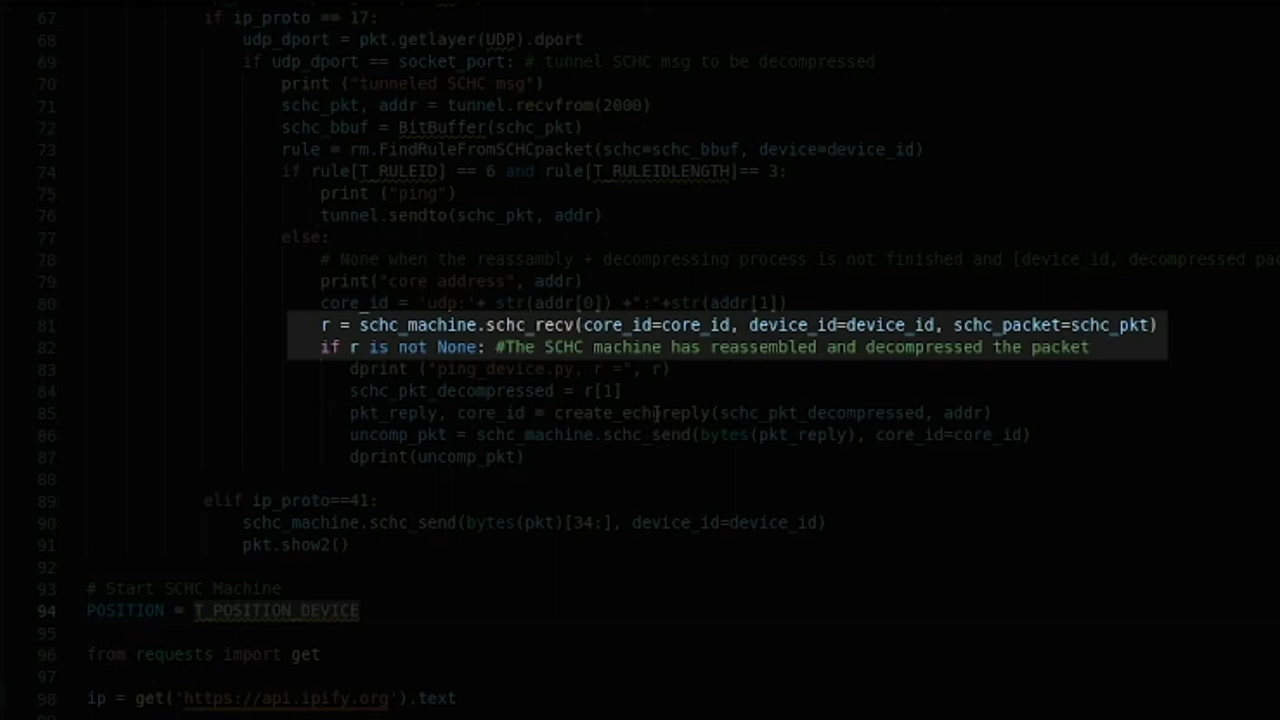 67 if ip_proto == 17:
68 udp_dport = pkt.getlayer(UDP).dport
69 if udp_dport == socket_port: # tunnel SCHC msg to be decompressed
70 print ("tunneled SCHC msg")
71 schc_pkt, addr = tunnel.recvfrom(2000)
72 schc_bbuf = BitBuffer(schc_pkt)
73 rule = rm.FindRuleFromSCHCpacket(schc=schc_bbuf, device=device_id)
74 if rule[T_RULEID] == 6 and rule[T_RULEIDLENGTH]== 3:
75 print ("ping")
76 tunnel.sendto(schc_pkt, addr)
77 else:
78 # None when the reassambly + decompressing process is not finished and [device_id, decompressed pac
79 print("core address", addr)
80 core_id = 'udp:'+ str(addr[0]) +":"+str(addr[1])
81 r = schc_machine.schc_recv(core_id=core_id, device_id=device_id, schc_packet=schc_pkt)
82 if r is not None: #The SCHC machine has reassembled and decompressed the packet
83 dprint ("ping_device.py, r =", r)
84 schc_pkt_decompressed = r[1]
85 pkt_reply, core_id = create_echoreply(schc_pkt_decompressed, addr)
86 uncomp_pkt = schc_machine.schc_send(bytes(pkt_reply), core_id=core_id)
87 dprint(uncomp_pkt)
88
89 elif ip_proto==41:
90 schc_machine.schc_send(bytes(pkt)[34:], device_id=device_id)
91 pkt.show2()
92
93 # Start SCHC Machine
94 POSITION = T_POSITION_DEVICE
95
96 from requests import get
97
98 ip = get('https://api.ipify.org').text